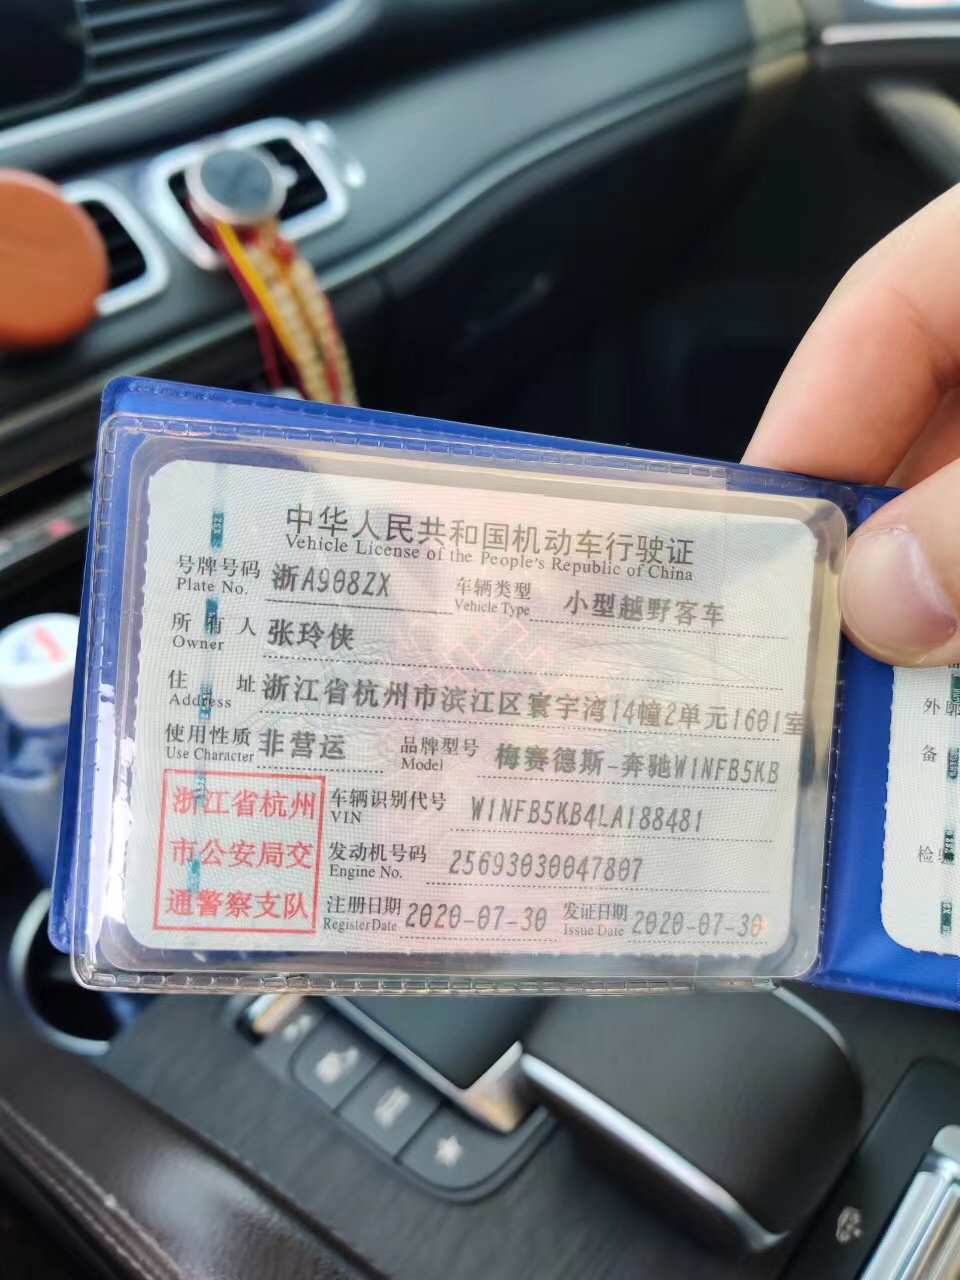 中华人民共和国机动车行驶证
Vehicle License of the People's Republic of China
号牌号码 浙A908ZX 车辆类型 小型越野客车
Plate No. Vehicle Type
所有人 张玲侠
Owner
住址 浙江省杭州市滨江区寰宇湾14幢2单元1601室
Address
使用性质 非营运 品牌型号 梅赛德斯-奔驰W1NFB5KB
Use Character Model
浙江省杭州
市公安局交
通警察支队
车辆识别代号 W1NFB5KB4LA188481
VIN
发动机号码 25693030047807
Engine No.
注册日期 2020-07-30 发证日期 2020-07-30
Register Date Issue Date
外廓
备
检验